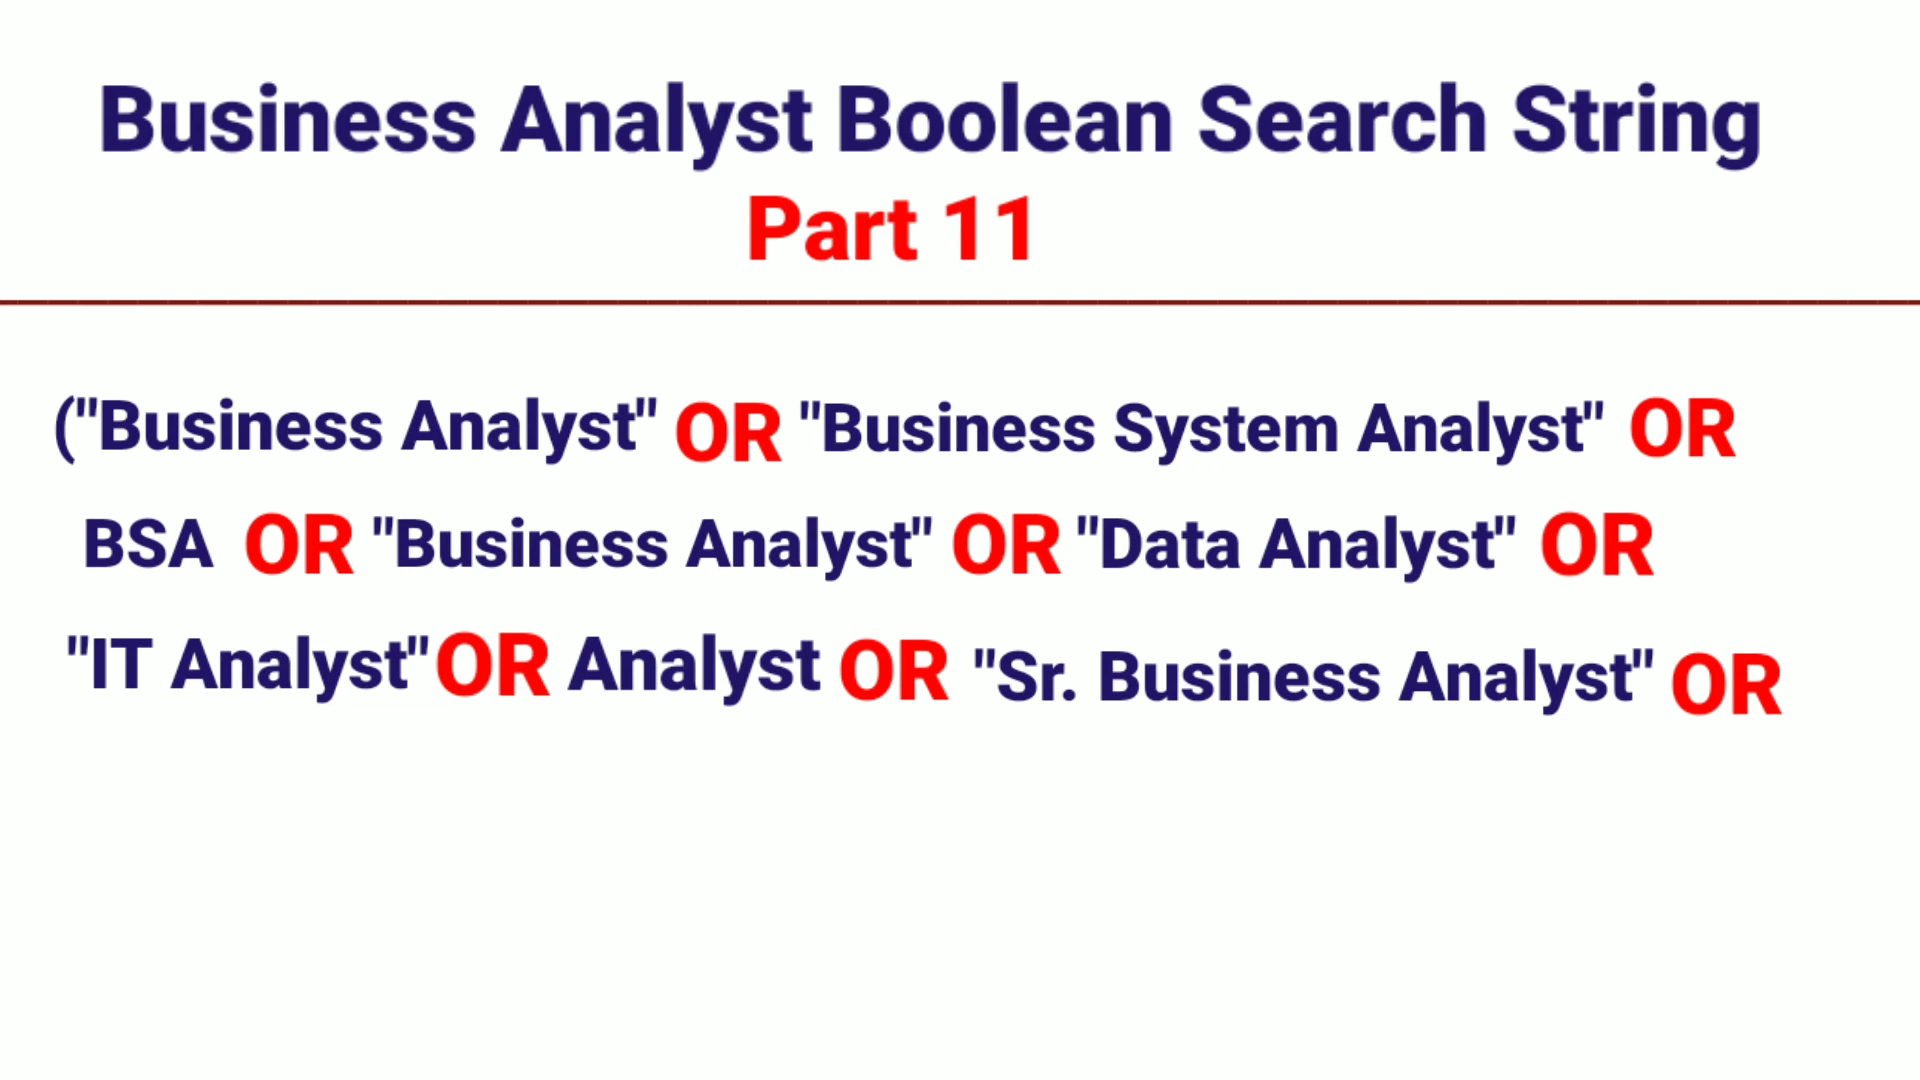 Business Analyst Boolean Search String
Part 11
("Business Analyst" OR "Business System Analyst" OR
BSA OR "Business Analyst" OR "Data Analyst" OR
"IT Analyst" OR Analyst OR "Sr. Business Analyst" OR